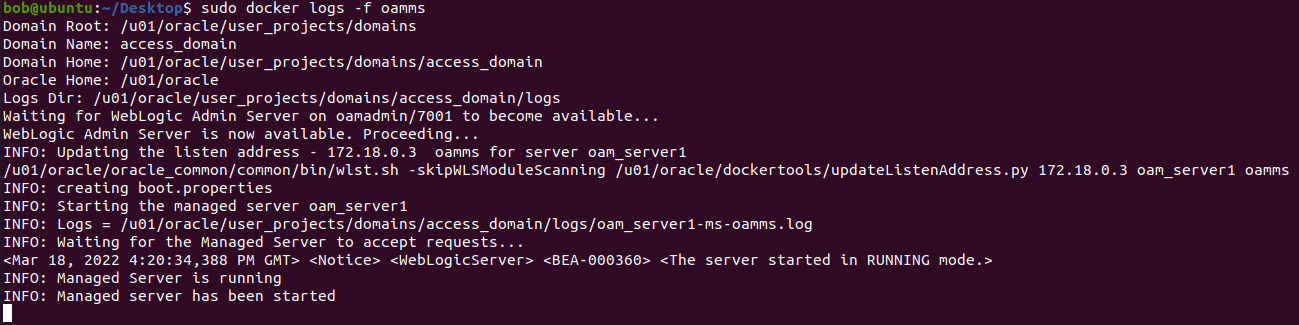 bob@ubuntu:~/Desktop$ sudo docker logs -f oamms
Domain Root: /u01/oracle/user_projects/domains
Domain Name: access_domain
Domain Home: /u01/oracle/user_projects/domains/access_domain
Oracle Home: /u01/oracle
Logs Dir: /u01/oracle/user_projects/domains/access_domain/logs
Waiting for WebLogic Admin Server on oamadmin/7001 to become available...
WebLogic Admin Server is now available. Proceeding...
INFO: Updating the listen address - 172.18.0.3  oamms for server oam_server1
/u01/oracle/oracle_common/common/bin/wlst.sh -skipWLSModuleScanning /u01/oracle/dockertools/updateListenAddress.py 172.18.0.3 oam_server1 oamms
INFO: creating boot.properties
INFO: Starting the managed server oam_server1
INFO: Logs = /u01/oracle/user_projects/domains/access_domain/logs/oam_server1-ms-oamms.log
INFO: Waiting for the Managed Server to accept requests...
<Mar 18, 2022 4:20:34,388 PM GMT> <Notice> <WebLogicServer> <BEA-000360> <The server started in RUNNING mode.>
INFO: Managed Server is running
INFO: Managed server has been started